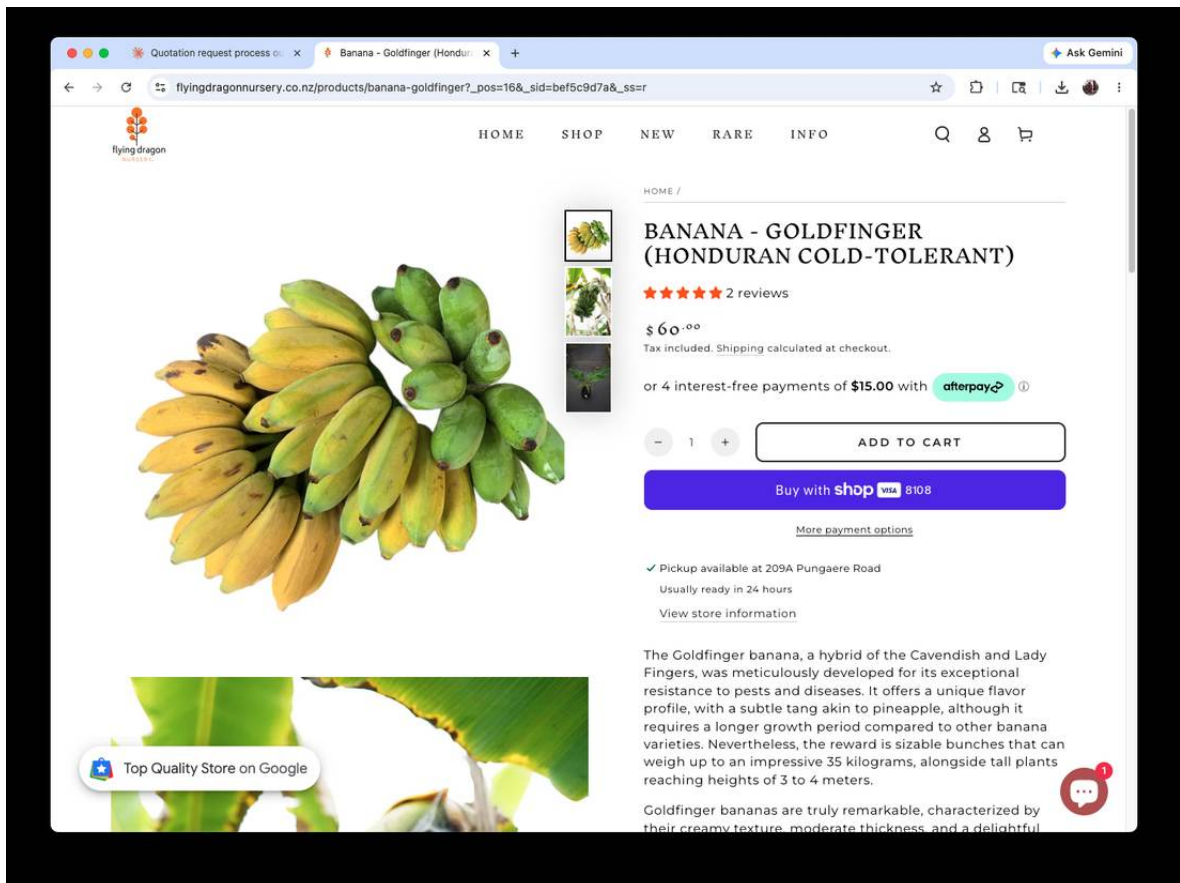 Quotation request process ou
Banana - Goldfinger (Hondur
Ask Gemini
flyingdragonnursery.co.nz/products/banana-goldfinger?_pos=16&_sid=bef5c9d7a&_ss=r
flying dragon
NURSERY
HOME SHOP NEW RARE INFO
HOME /
BANANA - GOLDFINGER
(HONDURAN COLD-TOLERANT)
2 reviews
$60.00
Tax included. Shipping calculated at checkout.
or 4 interest-free payments of $15.00 with afterpay
- 1 + ADD TO CART
Buy with shop VISA 8108
More payment options
Pickup available at 209A Pungaere Road
Usually ready in 24 hours
View store information
The Goldfinger banana, a hybrid of the Cavendish and Lady
Fingers, was meticulously developed for its exceptional
resistance to pests and diseases. It offers a unique flavor
profile, with a subtle tang akin to pineapple, although it
requires a longer growth period compared to other banana
varieties. Nevertheless, the reward is sizable bunches that can
weigh up to an impressive 35 kilograms, alongside tall plants
reaching heights of 3 to 4 meters.
Goldfinger bananas are truly remarkable, characterized by
their creamy texture, moderate thickness, and a delightful
Top Quality Store on Google
1